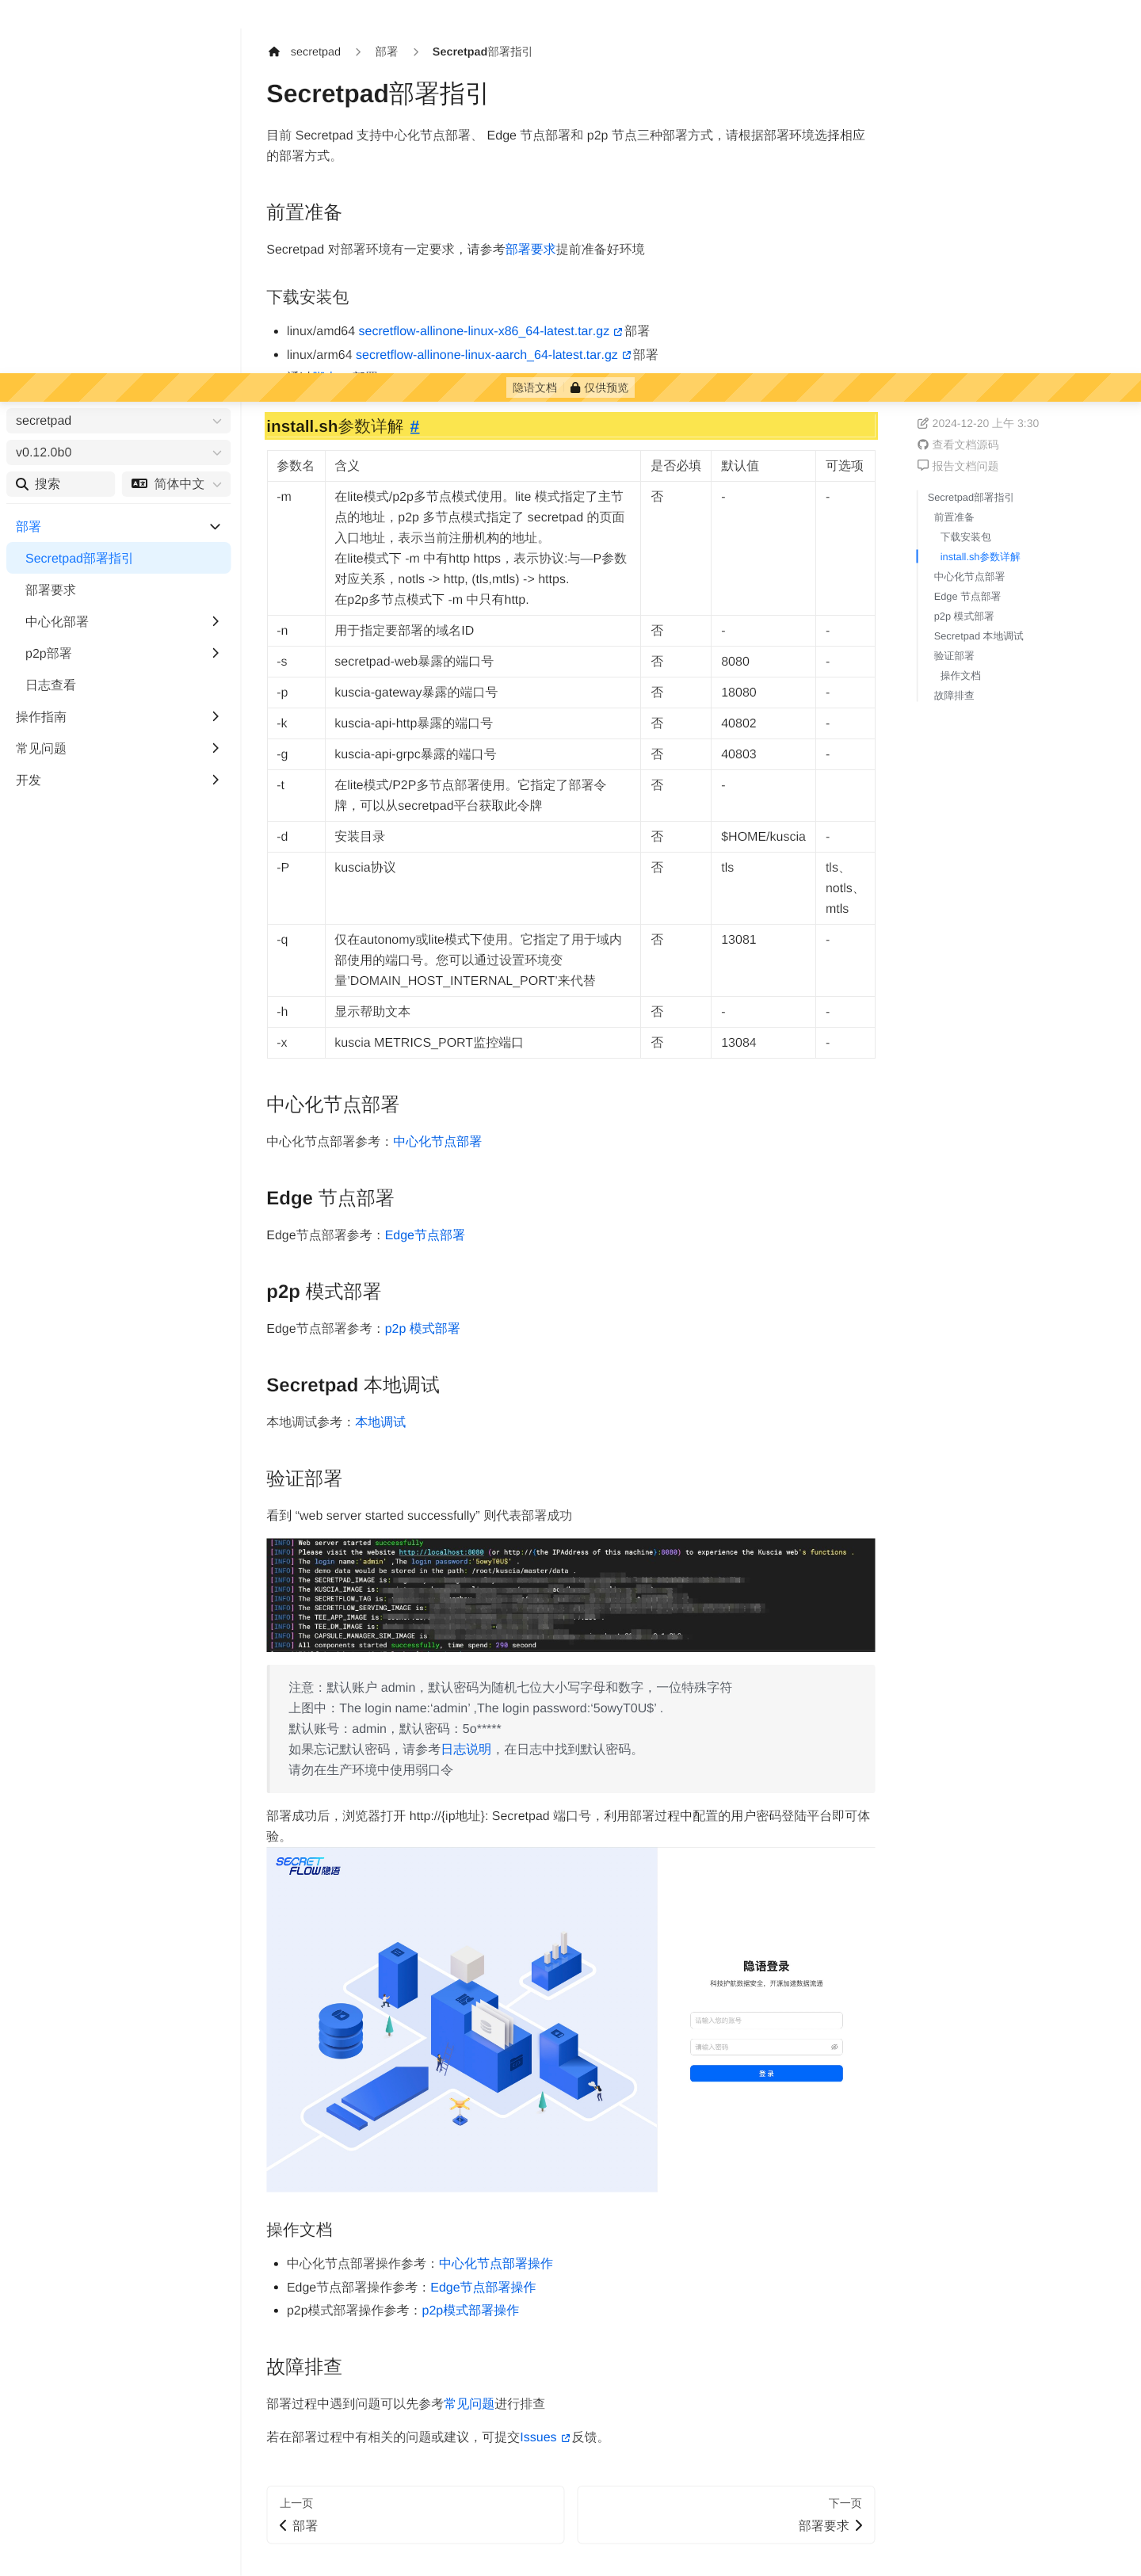 secretpad
部署
Secretpad部署指引
Secretpad部署指引
目前 Secretpad 支持中心化节点部署、 Edge 节点部署和 p2p 节点三种部署方式，请根据部署环境选择相应
的部署方式。
前置准备
Secretpad 对部署环境有一定要求，请参考部署要求提前准备好环境
下载安装包
linux/amd64 secretflow-allinone-linux-x86_64-latest.tar.gz 部署
linux/arm64 secretflow-allinone-linux-aarch_64-latest.tar.gz 部署
隐语文档 仅供预览
secretpad
v0.12.0b0
搜索 简体中文
部署
Secretpad部署指引
部署要求
中心化部署
p2p部署
日志查看
操作指南
常见问题
开发
install.sh参数详解 #
参数名 含义 是否必填 默认值 可选项
-m 在lite模式/p2p多节点模式使用。lite 模式指定了主节 否 - -
点的地址，p2p 多节点模式指定了 secretpad 的页面
入口地址，表示当前注册机构的地址。
在lite模式下 -m 中有http https，表示协议:与—P参数
对应关系，notls -> http, (tls,mtls) -> https.
在p2p多节点模式下 -m 中只有http.
-n 用于指定要部署的域名ID 否 - -
-s secretpad-web暴露的端口号 否 8080 -
-p kuscia-gateway暴露的端口号 否 18080 -
-k kuscia-api-http暴露的端口号 否 40802 -
-g kuscia-api-grpc暴露的端口号 否 40803 -
-t 在lite模式/P2P多节点部署使用。它指定了部署令 否 -
牌，可以从secretpad平台获取此令牌
-d 安装目录 否 $HOME/kuscia -
-P kuscia协议 否 tls tls、
notls、
mtls
-q 仅在autonomy或lite模式下使用。它指定了用于域内 否 13081 -
部使用的端口号。您可以通过设置环境变
量’DOMAIN_HOST_INTERNAL_PORT’来代替
-h 显示帮助文本 否 - -
-x kuscia METRICS_PORT监控端口 否 13084 -
2024-12-20 上午 3:30
查看文档源码
报告文档问题
Secretpad部署指引
前置准备
下载安装包
install.sh参数详解
中心化节点部署
Edge 节点部署
p2p 模式部署
Secretpad 本地调试
验证部署
操作文档
故障排查
中心化节点部署
中心化节点部署参考：中心化节点部署
Edge 节点部署
Edge节点部署参考：Edge节点部署
p2p 模式部署
Edge节点部署参考：p2p 模式部署
Secretpad 本地调试
本地调试参考：本地调试
验证部署
看到 “web server started successfully” 则代表部署成功
[INFO] Web server started successfully
[INFO] Please visit the website http://localhost:8080 (or http://{the IPAddress of this machine}:8080) to experience the Kuscia web's functions .
[INFO] The login name:'admin' ,The login password:'5owyT0U$' .
[INFO] The demo data would be stored in the path: /root/kuscia/master/data .
[INFO] The SECRETPAD_IMAGE is:
[INFO] The KUSCIA_IMAGE is:
[INFO] The SECRETFLOW_TAG is:
[INFO] The SECRETFLOW_SERVING_IMAGE is:
[INFO] The TEE_APP_IMAGE is:
[INFO] The TEE_DM_IMAGE is:
[INFO] The CAPSULE_MANAGER_SIM_IMAGE is:
[INFO] All components started successfully, time spend: 290 second
注意：默认账户 admin，默认密码为随机七位大小写字母和数字，一位特殊字符
上图中：The login name:‘admin’ ,The login password:‘5owyT0U$’ .
默认账号：admin，默认密码：5o*****
如果忘记默认密码，请参考日志说明，在日志中找到默认密码。
请勿在生产环境中使用弱口令
部署成功后，浏览器打开 http://{ip地址}: Secretpad 端口号，利用部署过程中配置的用户密码登陆平台即可体
验。
SECRET
FLOW隐语
隐语登录
科技护航数据安全，开源加速数据流通
请输入您的账号
请输入密码
登 录
操作文档
中心化节点部署操作参考：中心化节点部署操作
Edge节点部署操作参考：Edge节点部署操作
p2p模式部署操作参考：p2p模式部署操作
故障排查
部署过程中遇到问题可以先参考常见问题进行排查
若在部署过程中有相关的问题或建议，可提交Issues 反馈。
上一页
部署
下一页
部署要求